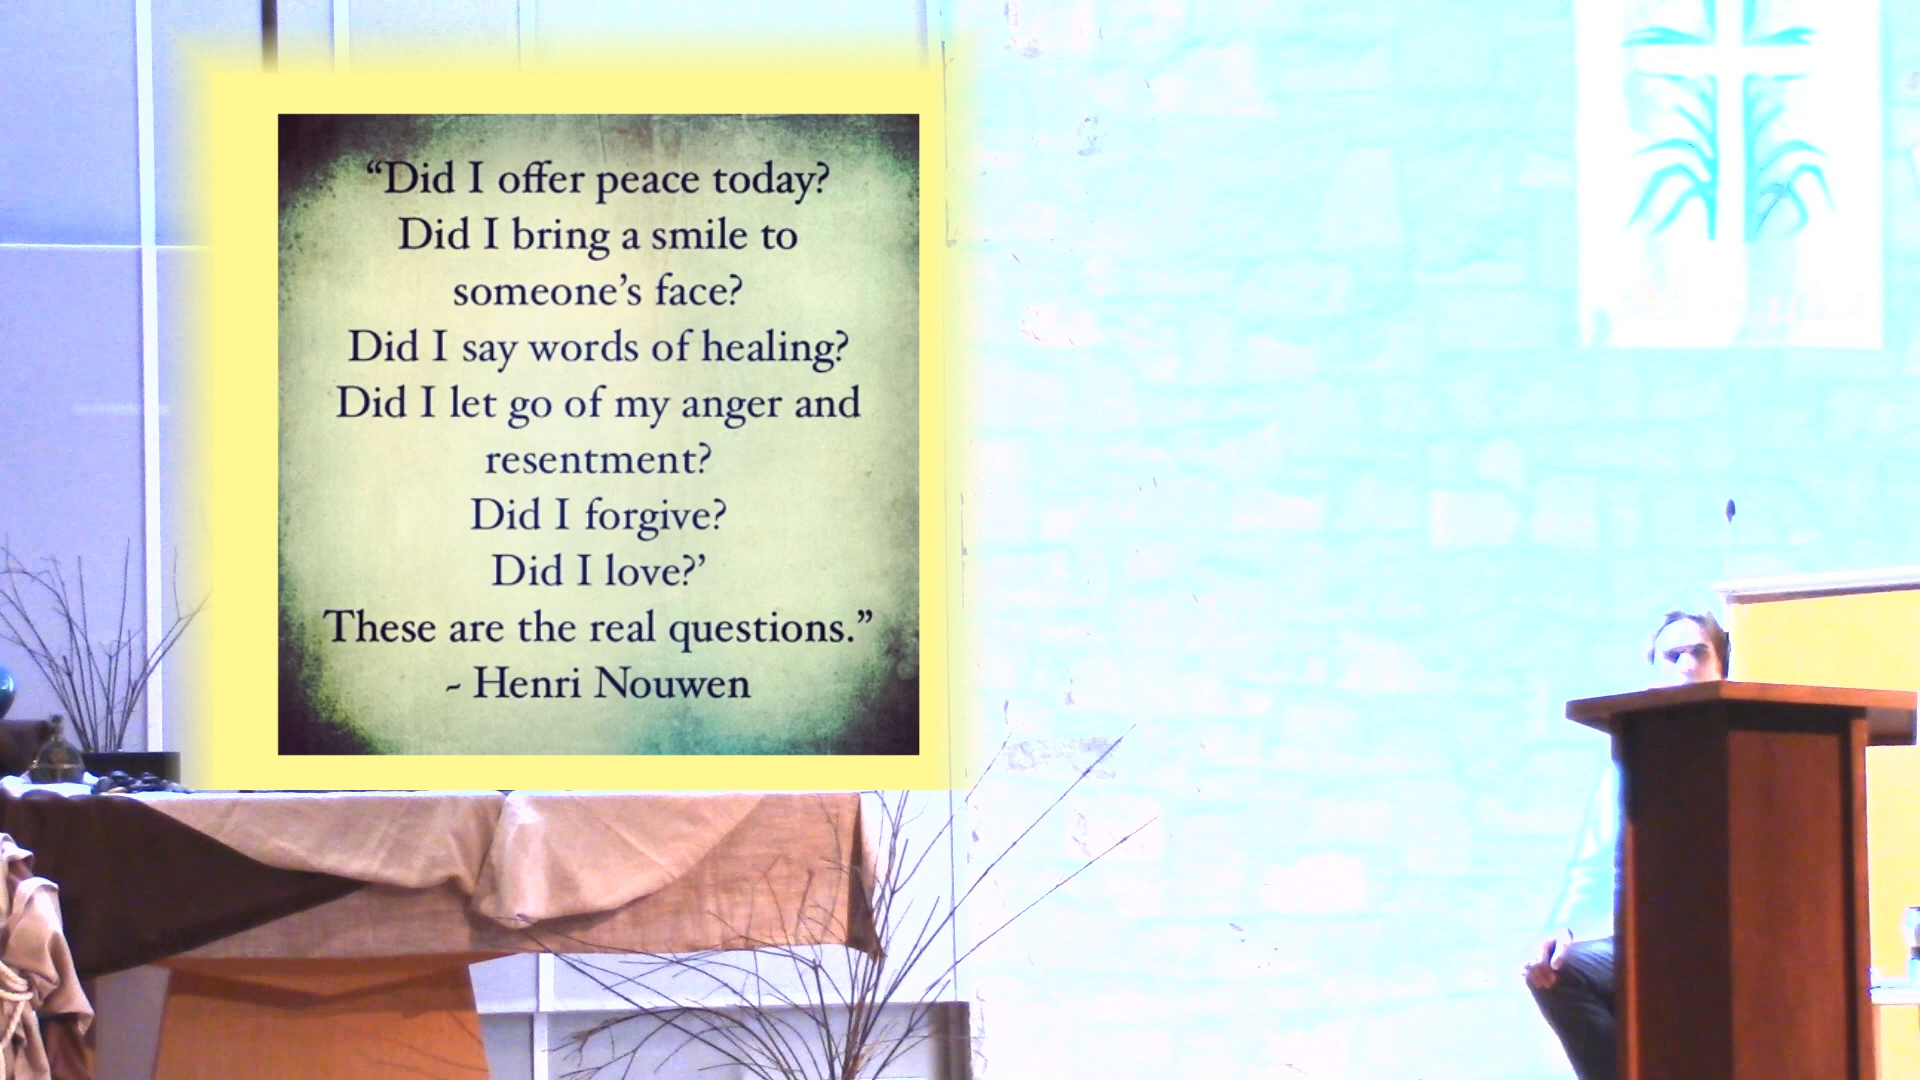 “Did I offer peace today?
Did I bring a smile to
someone’s face?
Did I say words of healing?
Did I let go of my anger and
resentment?
Did I forgive?
Did I love?’
These are the real questions.”
~ Henri Nouwen